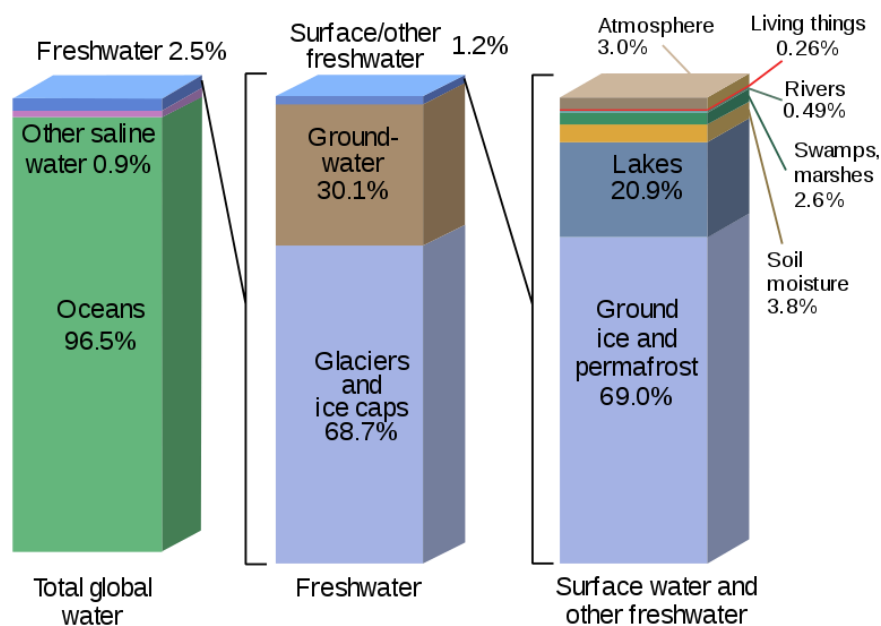 Freshwater 2.5%
Other saline
water 0.9%
Oceans
96.5%
Total global
water
Surface/other
freshwater
1.2%
Ground-
water
30.1%
Glaciers
and
ice caps
68.7%
Freshwater
Atmosphere
3.0%
Living things
0.26%
Rivers
0.49%
Swamps,
marshes
2.6%
Soil
moisture
3.8%
Lakes
20.9%
Ground
ice and
permafrost
69.0%
Surface water and
other freshwater